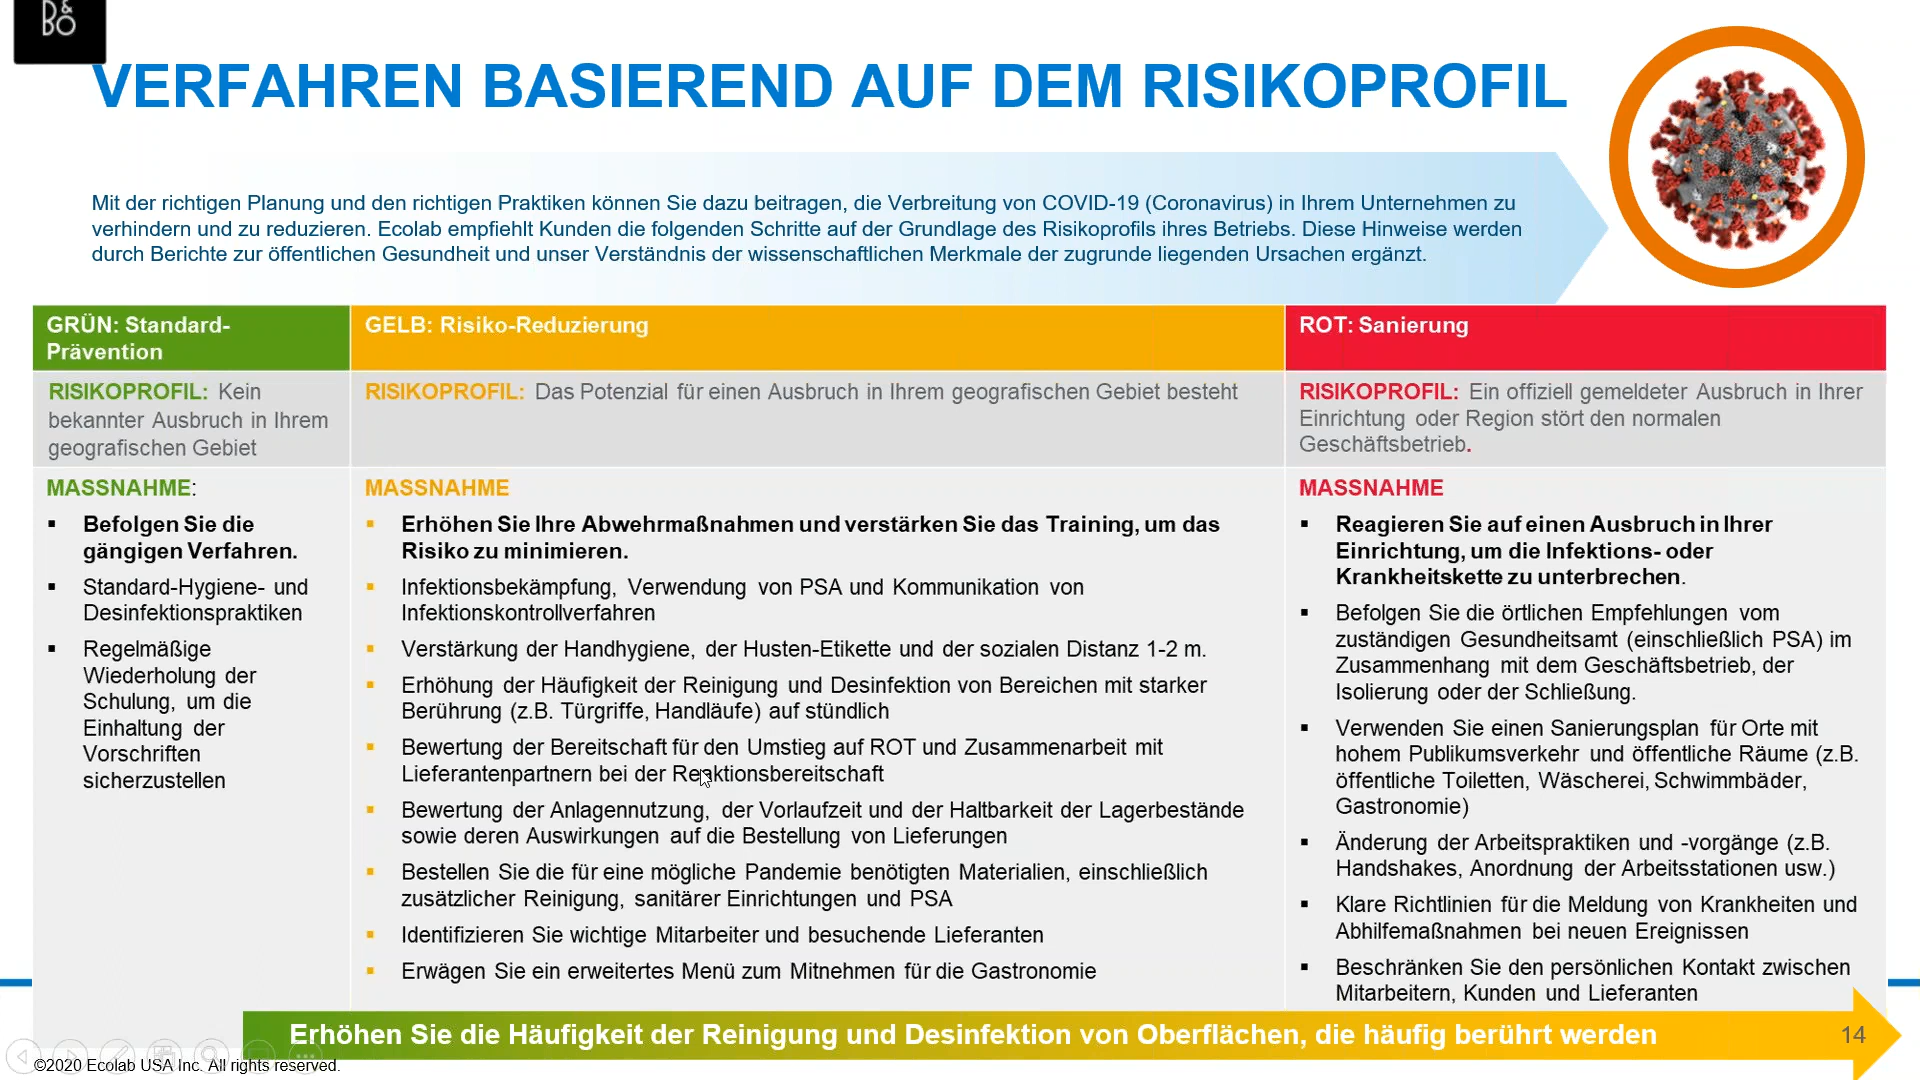 B&O
VERFAHREN BASIEREND AUF DEM RISIKOPROFIL
Mit der richtigen Planung und den richtigen Praktiken können Sie dazu beitragen, die Verbreitung von COVID-19 (Coronavirus) in Ihrem Unternehmen zu
verhindern und zu reduzieren. Ecolab empfiehlt Kunden die folgenden Schritte auf der Grundlage des Risikoprofils ihres Betriebs. Diese Hinweise werden
durch Berichte zur öffentlichen Gesundheit und unser Verständnis der wissenschaftlichen Merkmale der zugrunde liegenden Ursachen ergänzt.
GRÜN: Standard-
Prävention
RISIKOPROFIL: Kein
bekannter Ausbruch in Ihrem
geografischen Gebiet
MASSNAHME:
▪ Befolgen Sie die
gängigen Verfahren.
▪ Standard-Hygiene- und
Desinfektionspraktiken
▪ Regelmäßige
Wiederholung der
Schulung, um die
Einhaltung der
Vorschriften
sicherzustellen
GELB: Risiko-Reduzierung
RISIKOPROFIL: Das Potenzial für einen Ausbruch in Ihrem geografischen Gebiet besteht
MASSNAHME
▪ Erhöhen Sie Ihre Abwehrmaßnahmen und verstärken Sie das Training, um das
Risiko zu minimieren.
▪ Infektionsbekämpfung, Verwendung von PSA und Kommunikation von
Infektionskontrollverfahren
▪ Verstärkung der Handhygiene, der Husten-Etikette und der sozialen Distanz 1-2 m.
▪ Erhöhung der Häufigkeit der Reinigung und Desinfektion von Bereichen mit starker
Berührung (z.B. Türgriffe, Handläufe) auf stündlich
▪ Bewertung der Bereitschaft für den Umstieg auf ROT und Zusammenarbeit mit
Lieferantenpartnern bei der Reaktionsbereitschaft
▪ Bewertung der Anlagennutzung, der Vorlaufzeit und der Haltbarkeit der Lagerbestände
sowie deren Auswirkungen auf die Bestellung von Lieferungen
▪ Bestellen Sie die für eine mögliche Pandemie benötigten Materialien, einschließlich
zusätzlicher Reinigung, sanitärer Einrichtungen und PSA
▪ Identifizieren Sie wichtige Mitarbeiter und besuchende Lieferanten
▪ Erwägen Sie ein erweitertes Menü zum Mitnehmen für die Gastronomie
ROT: Sanierung
RISIKOPROFIL: Ein offiziell gemeldeter Ausbruch in Ihrer
Einrichtung oder Region stört den normalen
Geschäftsbetrieb.
MASSNAHME
▪ Reagieren Sie auf einen Ausbruch in Ihrer
Einrichtung, um die Infektions- oder
Krankheitskette zu unterbrechen.
▪ Befolgen Sie die örtlichen Empfehlungen vom
zuständigen Gesundheitsamt (einschließlich PSA) im
Zusammenhang mit dem Geschäftsbetrieb, der
Isolierung oder der Schließung.
▪ Verwenden Sie einen Sanierungsplan für Orte mit
hohem Publikumsverkehr und öffentliche Räume (z.B.
öffentliche Toiletten, Wäscherei, Schwimmbäder,
Gastronomie)
▪ Änderung der Arbeitspraktiken und -vorgänge (z.B.
Handshakes, Anordnung der Arbeitsstationen usw.)
▪ Klare Richtlinien für die Meldung von Krankheiten und
Abhilfemaßnahmen bei neuen Ereignissen
▪ Beschränken Sie den persönlichen Kontakt zwischen
Mitarbeitern, Kunden und Lieferanten
Erhöhen Sie die Häufigkeit der Reinigung und Desinfektion von Oberflächen, die häufig berührt werden
14
©2020 Ecolab USA Inc. All rights reserved.